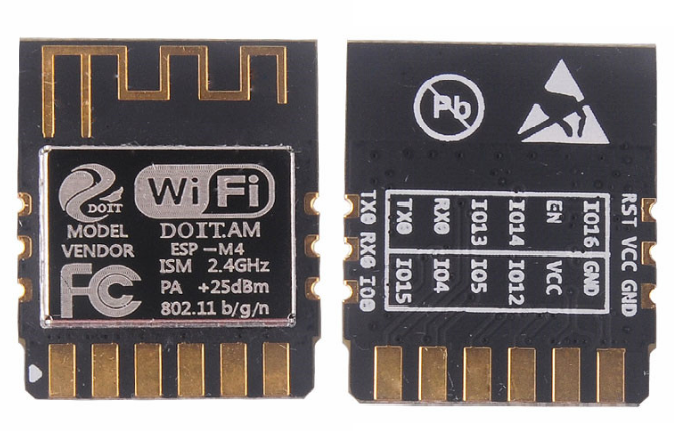 DOIT
WiFi
MODEL
VENDOR
DOIT.AM
ESP-M4
ISM 2.4GHz
PA +25dBm
802.11 b/g/n
FC
Pb
TX0 RX0 IO0
TX0 RX0 IO13 IO14 EN IO16
IO15 IO4 IO5 IO12 VCC GND
RST VCC GND